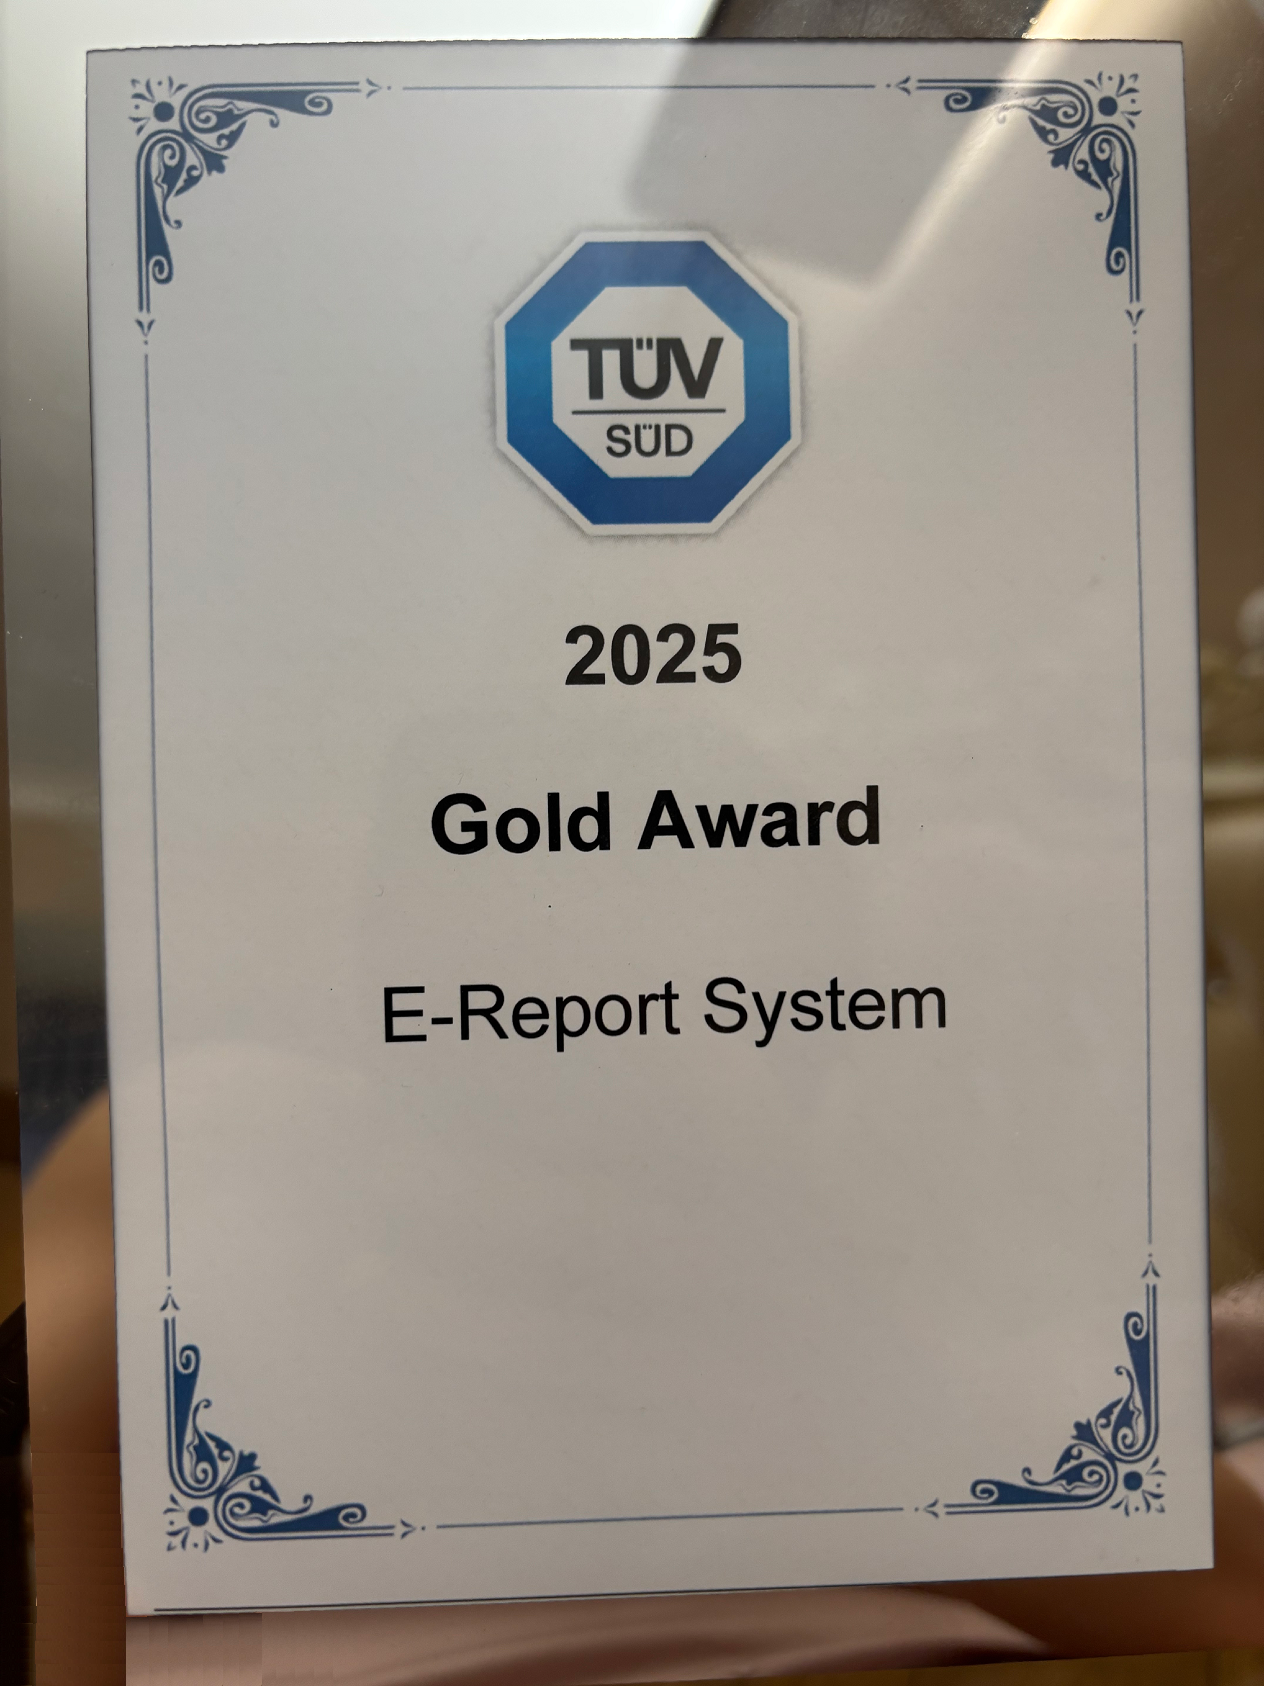 TÜV
SÜD
2025
Gold Award
E-Report System